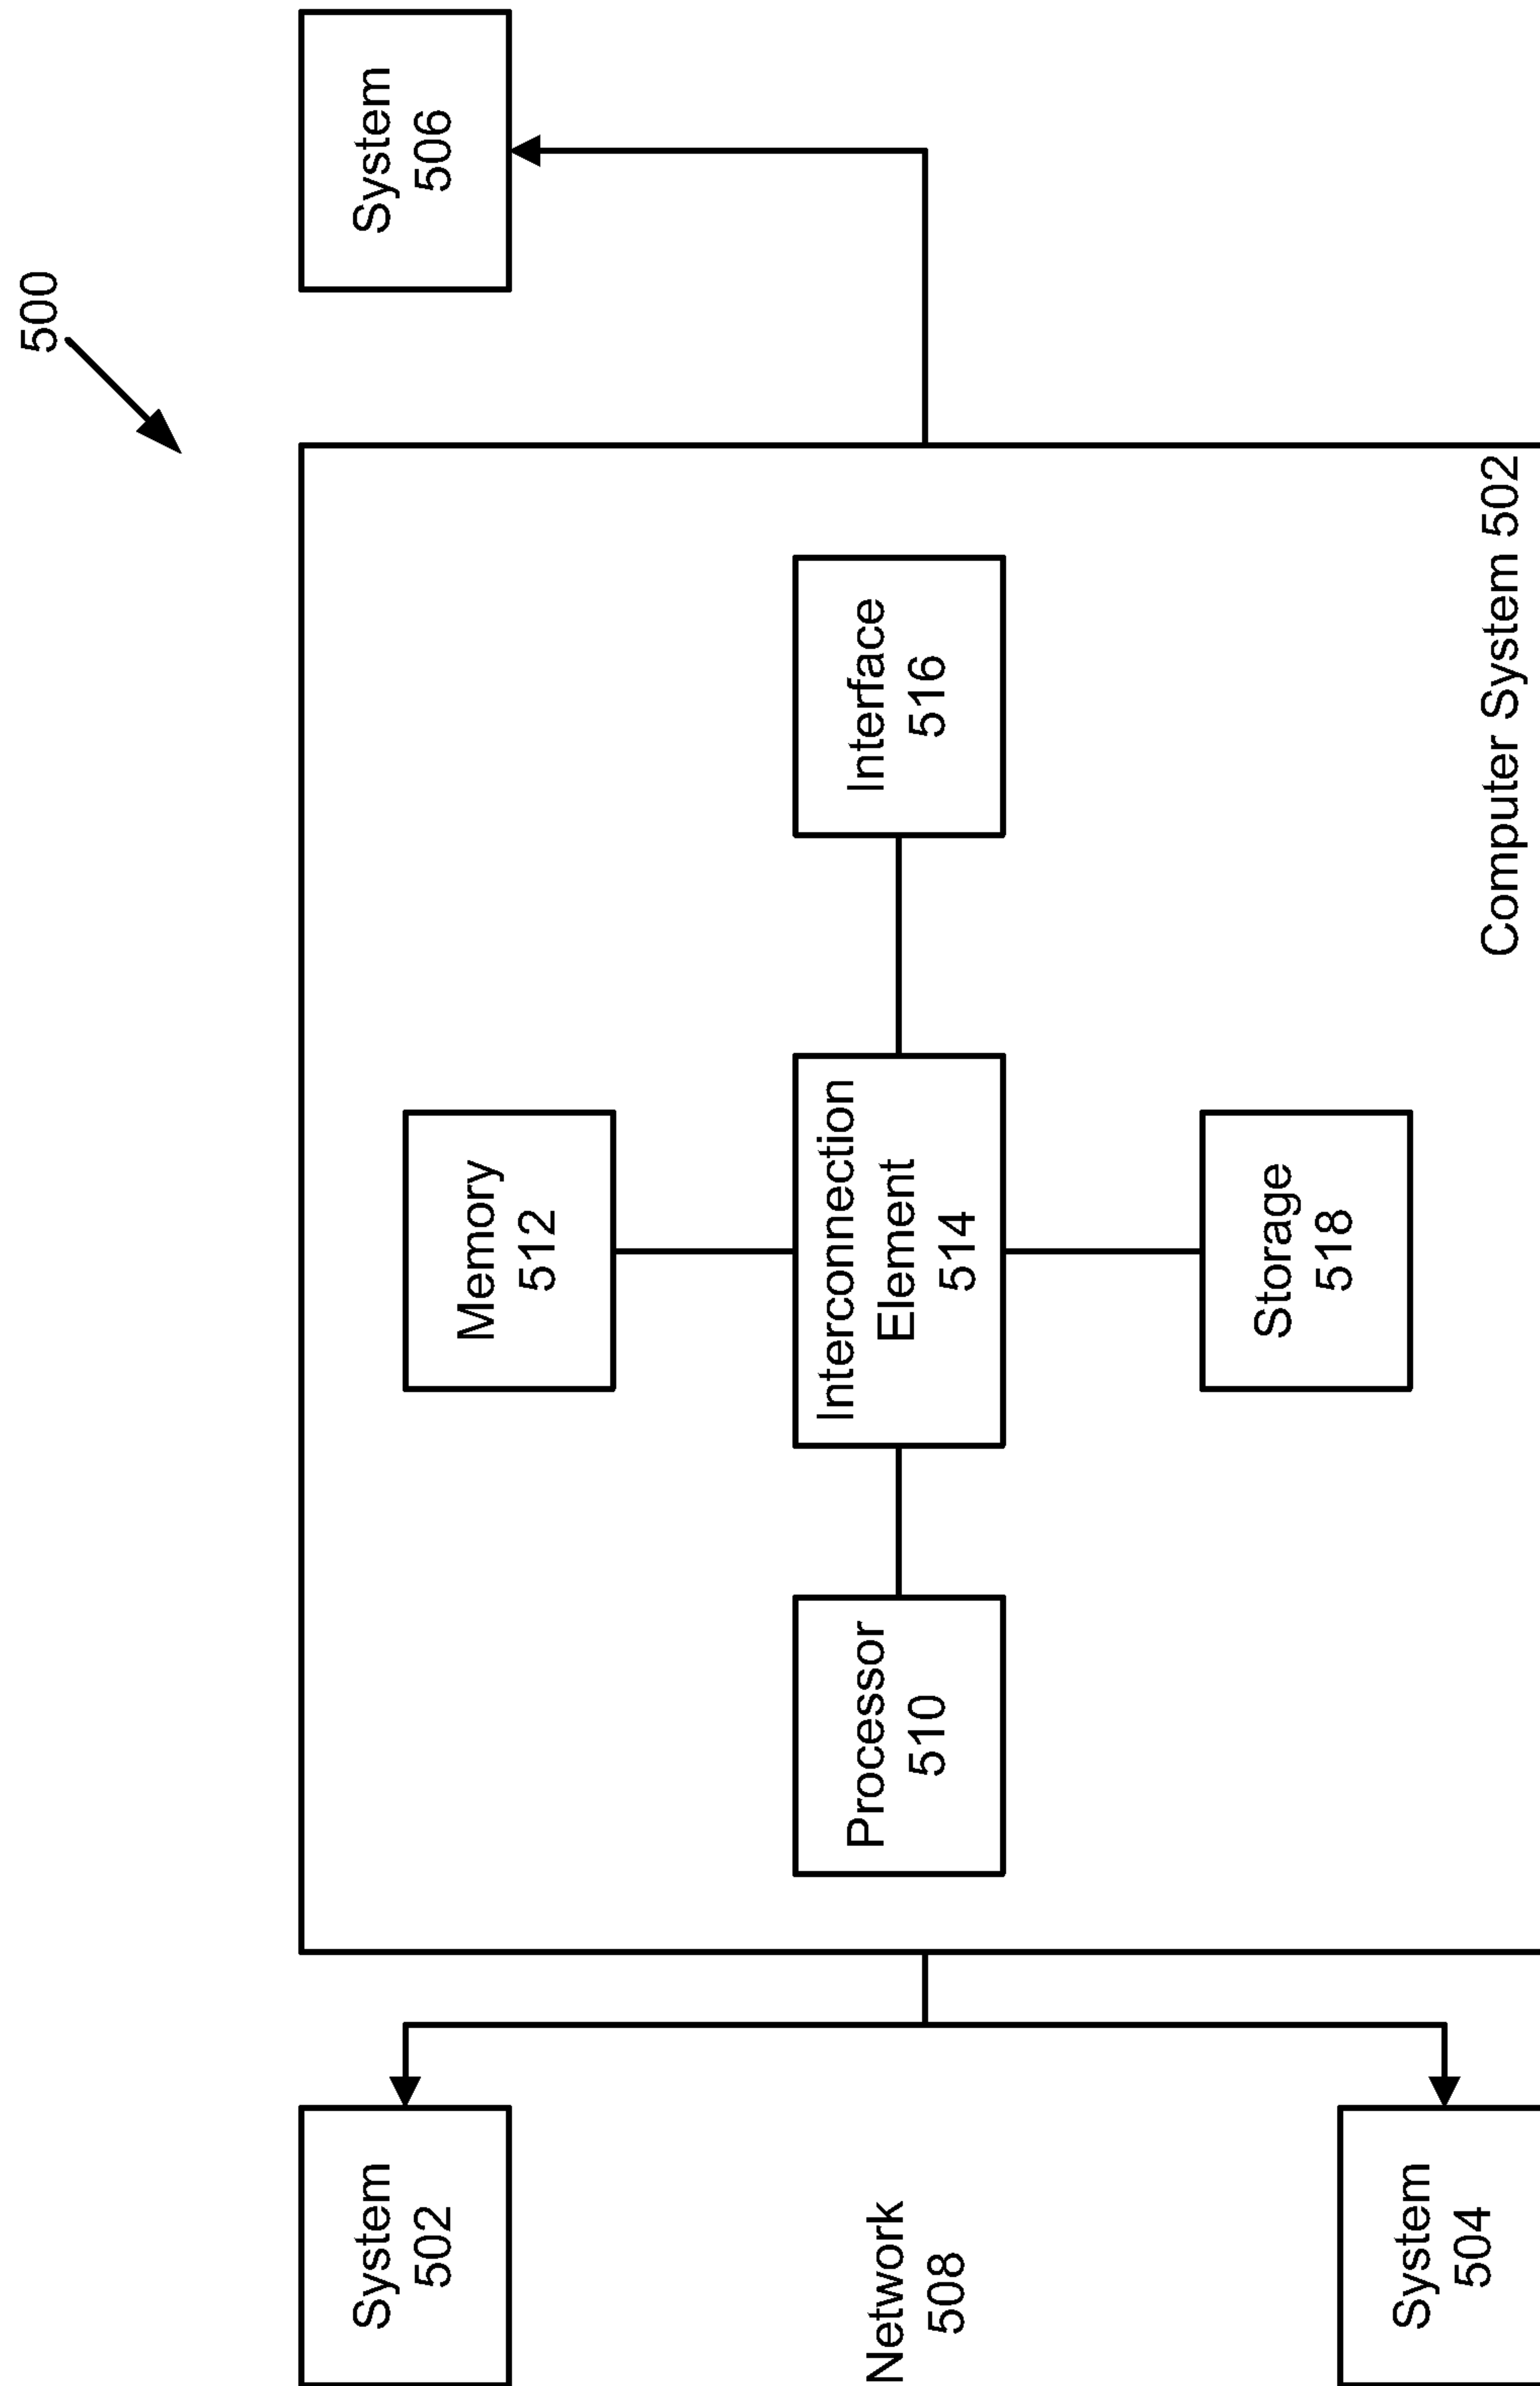 500
System
502
Network
508
System
504
Memory
512
Processor
510
Interconnection
Element
514
Interface
516
Storage
518
Computer System 502
System
506